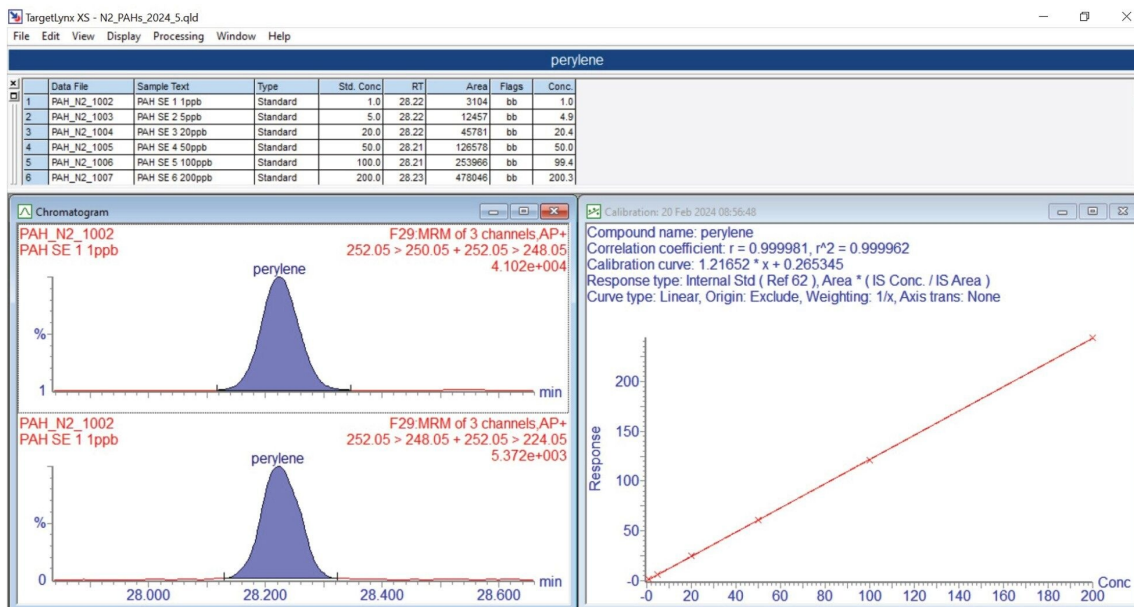 TargetLynx XS - N2_PAHs_2024_5.qld
File Edit View Display Processing Window Help
perylene
Data File Sample Text Type Std. Conc RT Area Flags Conc.
1 PAH_N2_1002 PAH SE 1 1ppb Standard 1.0 28.22 3104 bb 1.0
2 PAH_N2_1003 PAH SE 2 5ppb Standard 5.0 28.22 12457 bb 4.9
3 PAH_N2_1004 PAH SE 3 20ppb Standard 20.0 28.22 45781 bb 20.4
4 PAH_N2_1005 PAH SE 4 50ppb Standard 50.0 28.21 126578 bb 50.0
5 PAH_N2_1006 PAH SE 5 100ppb Standard 100.0 28.21 253966 bb 99.4
6 PAH_N2_1007 PAH SE 6 200ppb Standard 200.0 28.23 478046 bb 200.3
Chromatogram
PAH_N2_1002 F29:MRM of 3 channels,AP+
PAH SE 1 1ppb 252.05 > 250.05 + 252.05 > 248.05
4.102e+004
perylene
%
1
min
PAH_N2_1002 F29:MRM of 3 channels,AP+
PAH SE 1 1ppb 252.05 > 248.05 + 252.05 > 224.05
5.372e+003
perylene
%
0
min
28.000 28.200 28.400 28.600
Calibration: 20 Feb 2024 08:56:48
Compound name: perylene
Correlation coefficient: r = 0.999981, r^2 = 0.999962
Calibration curve: 1.21652 * x + 0.265345
Response type: Internal Std ( Ref 62 ), Area * ( IS Conc. / IS Area )
Curve type: Linear, Origin: Exclude, Weighting: 1/x, Axis trans: None
Response
200
150
100
50
-0
Conc
-0 20 40 60 80 100 120 140 160 180 200